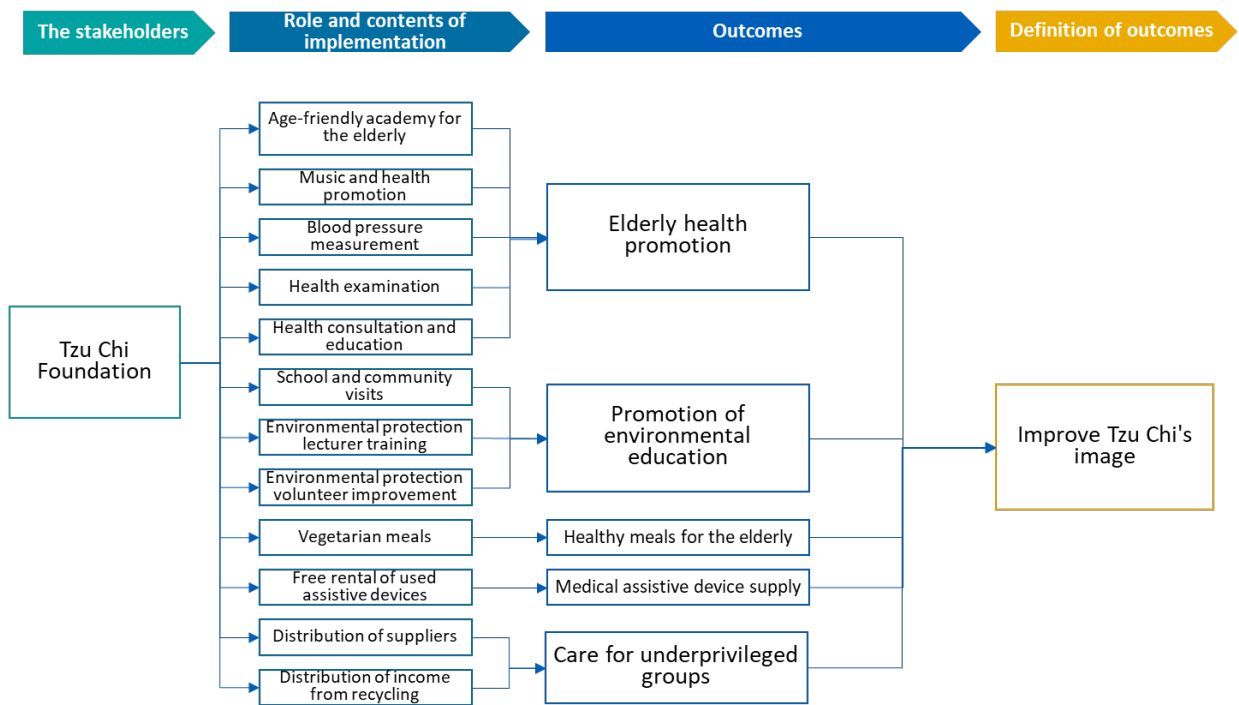 The stakeholders
Role and contents of
implementation
Outcomes
Definition of outcomes
Age-friendly academy for
the elderly
Music and health
promotion
Blood pressure
measurement
Health examination
Health consultation and
education
School and community
visits
Environmental protection
lecturer training
Environmental protection
volunteer improvement
Vegetarian meals
Free rental of used
assistive devices
Distribution of suppliers
Distribution of income
from recycling
Tzu Chi
Foundation
Elderly health
promotion
Promotion of
environmental
education
Healthy meals for the elderly
Medical assistive device supply
Care for underprivileged
groups
Improve Tzu Chi's
image